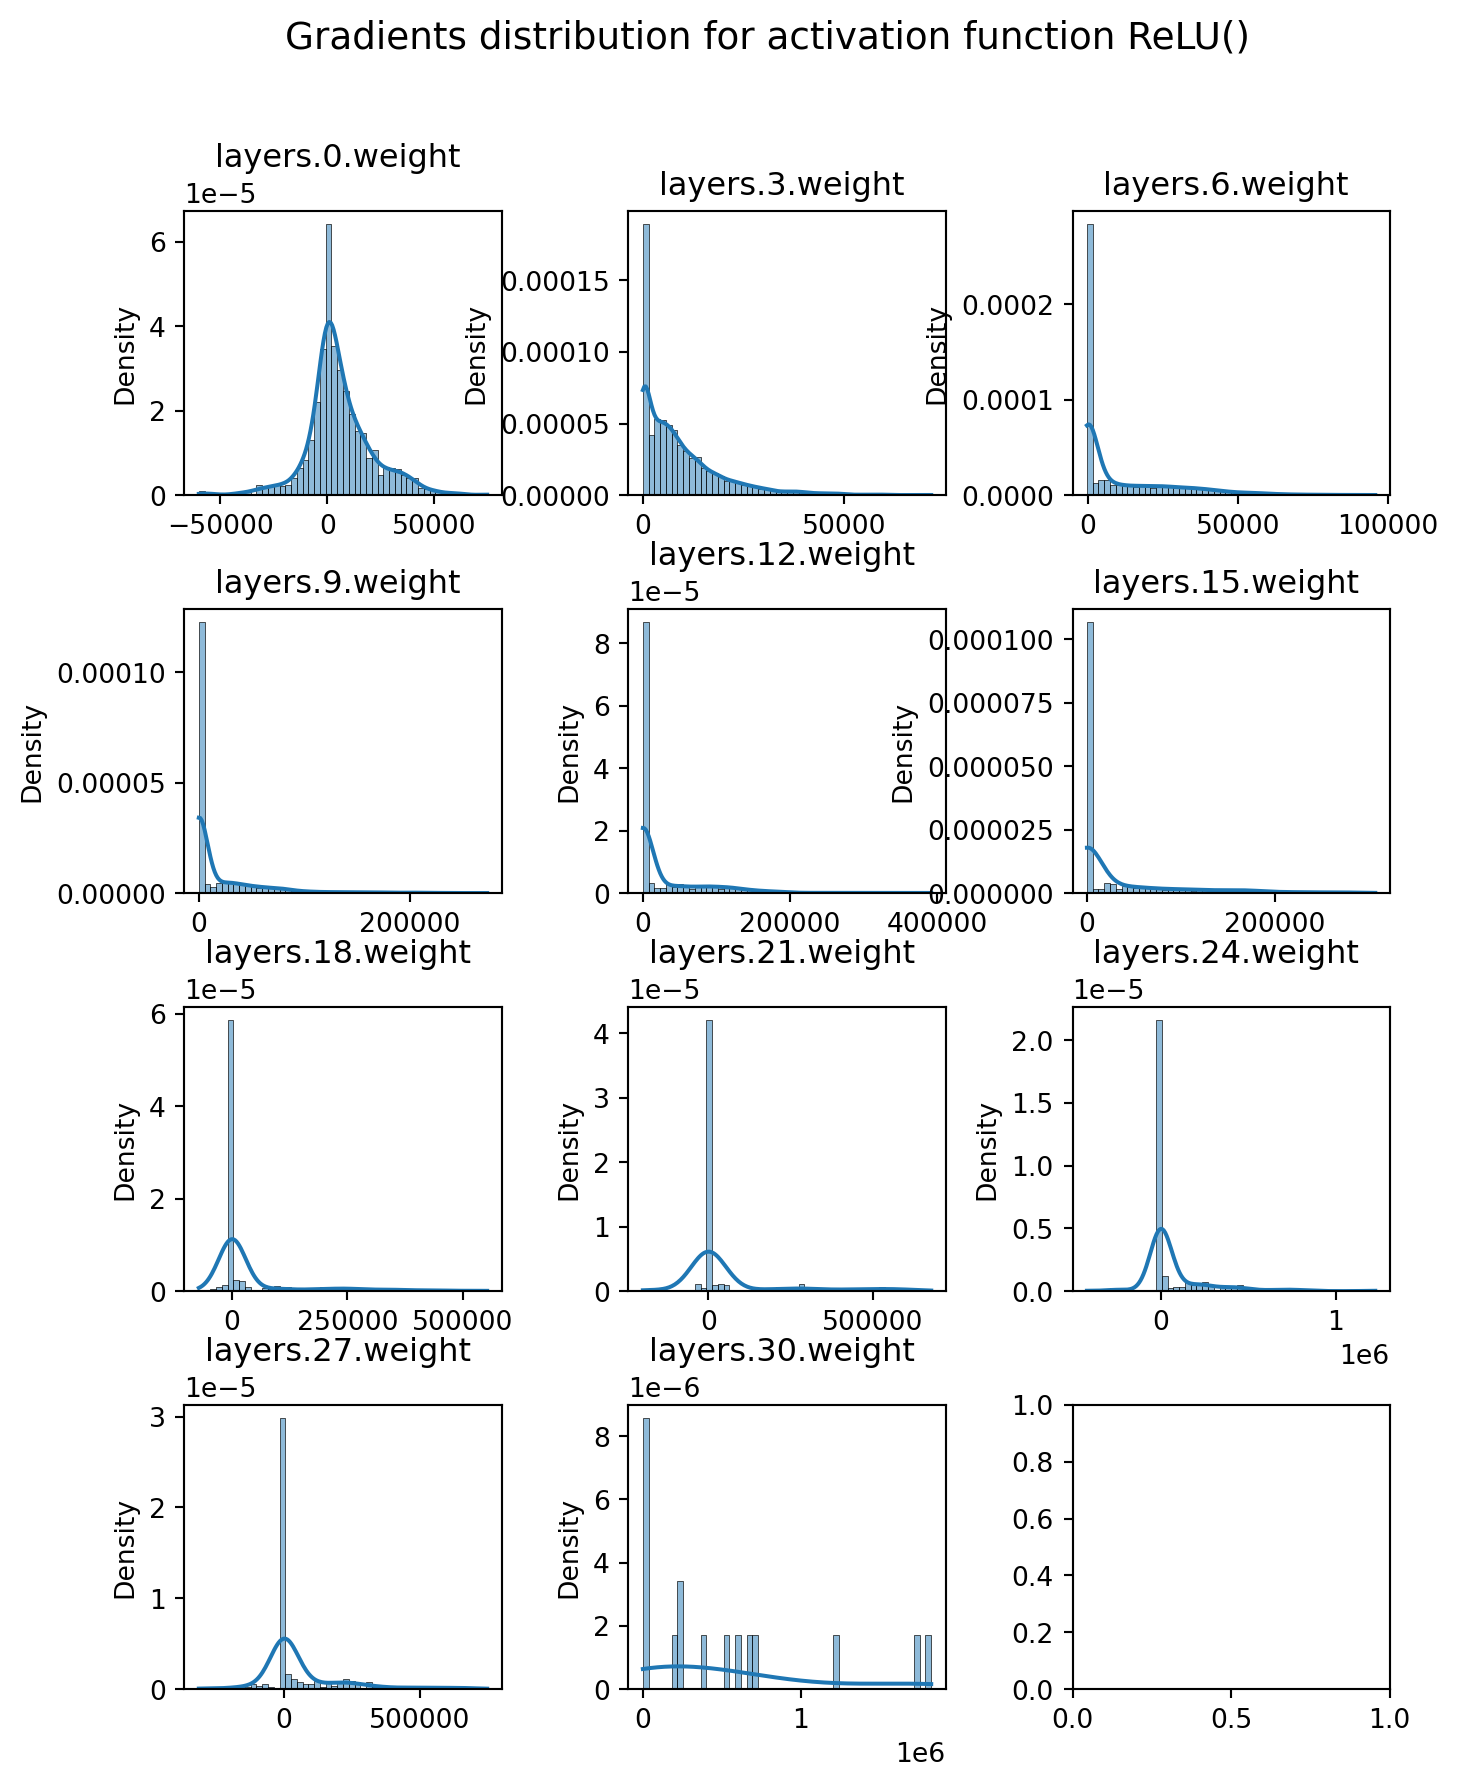 Gradients distribution for activation function ReLU()
layers.0.weight
1e−5
Density
6
4
2
0
−50000 0 50000
layers.3.weight
Density
0.00015
0.00010
0.00005
0.00000
0 50000
layers.6.weight
Density
0.0002
0.0001
0.0000
0 50000 100000
layers.9.weight
Density
0.00010
0.00005
0.00000
0 200000
layers.12.weight
1e−5
Density
8
6
4
2
0
0 200000 400000
layers.15.weight
Density
0.000100
0.000075
0.000050
0.000025
0.000000
0 200000
layers.18.weight
1e−5
Density
6
4
2
0
0 250000 500000
layers.21.weight
1e−5
Density
4
3
2
1
0
0 500000
layers.24.weight
1e−5
Density
2.0
1.5
1.0
0.5
0.0
0 1
1e6
layers.27.weight
1e−5
Density
3
2
1
0
0 500000
layers.30.weight
1e−6
Density
8
6
4
2
0
0 1
1e6
1.0
0.8
0.6
0.4
0.2
0.0
0.0 0.5 1.0